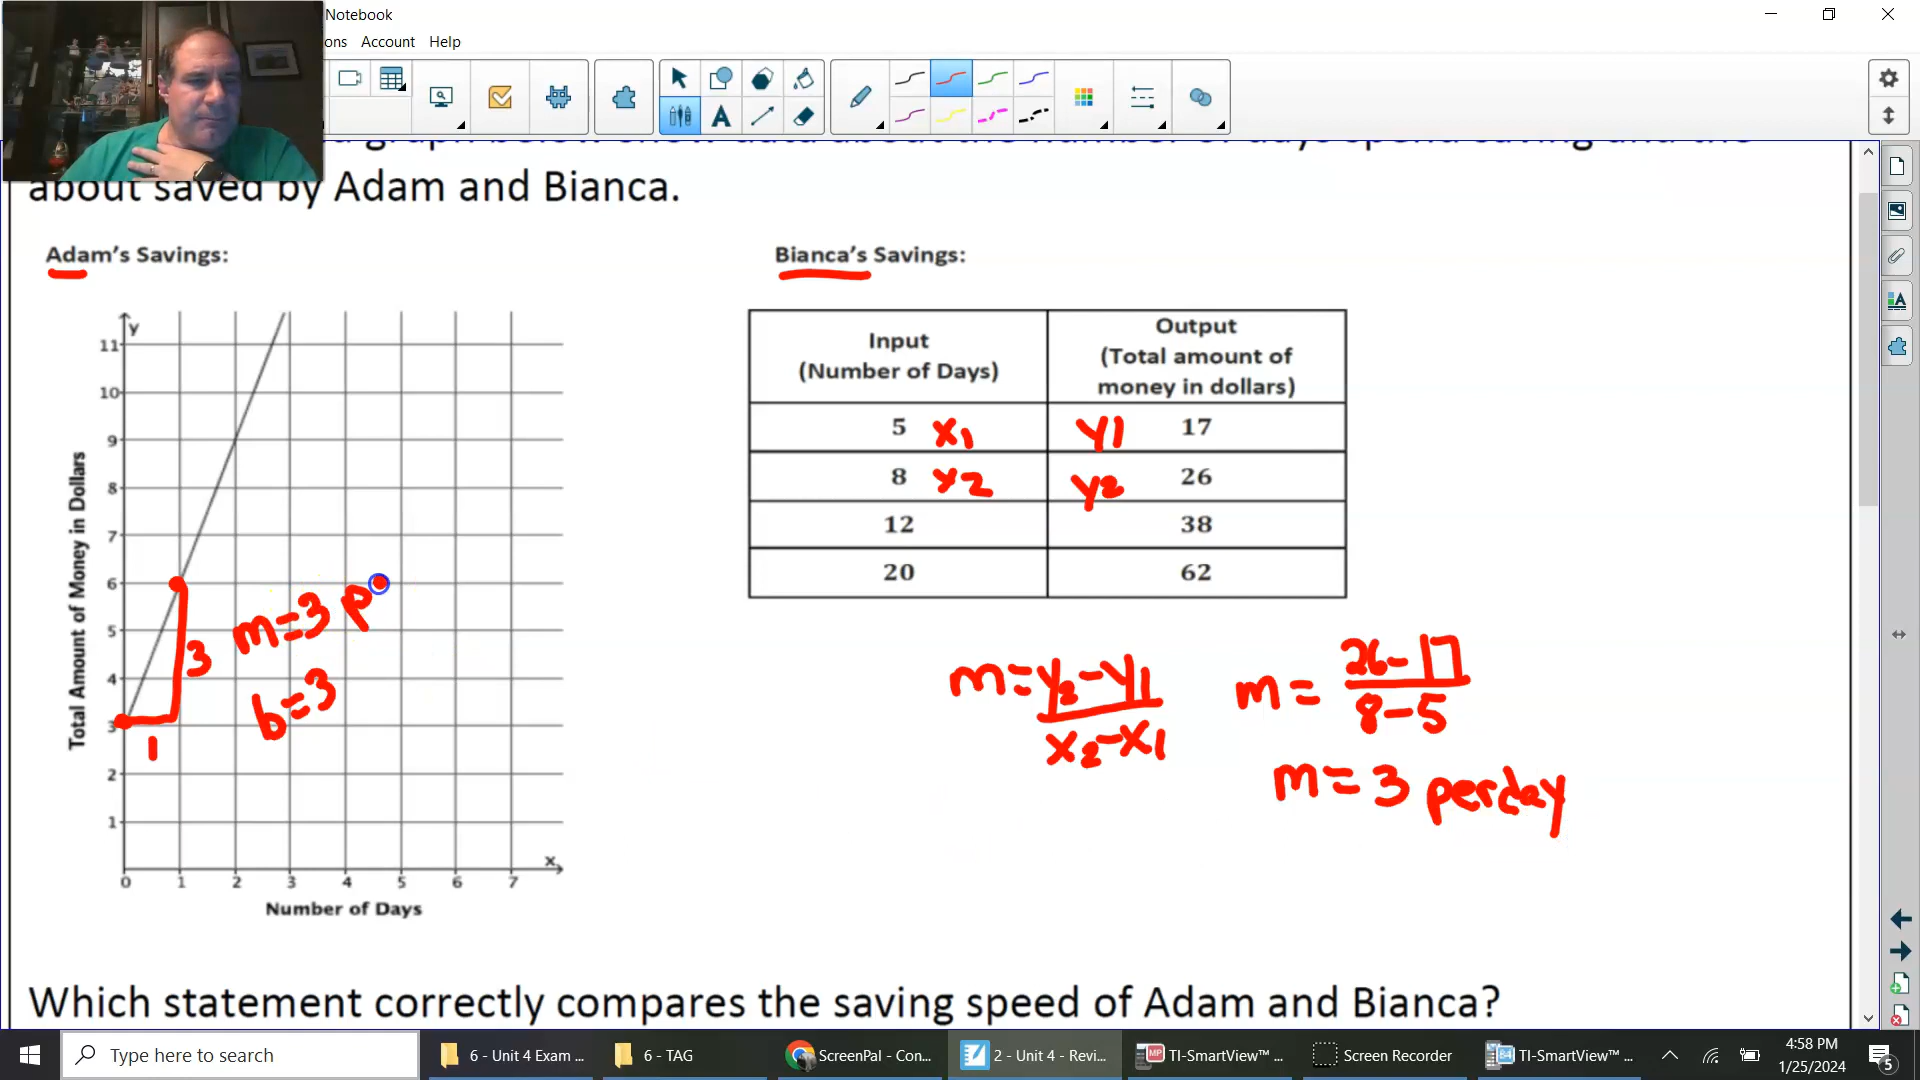 Notebook
ons Account Help
about saved by Adam and Bianca.
Adam's Savings:
Bianca's Savings:
y
11
10
9
8
7
6
5
4
3
2
1
0 1 2 3 4 5 6 7
x
Total Amount of Money in Dollars
Number of Days
3
1
m=3 p
b=3
Input (Number of Days)
Output (Total amount of money in dollars)
5 x1 y1 17
8 x2 y2 26
12 38
20 62
m=y2-y1
x2-x1
m= 26-17
8-5
m=3 per day
Which statement correctly compares the saving speed of Adam and Bianca?
Type here to search
6 - Unit 4 Exam ...
6 - TAG
ScreenPal - Con...
2 - Unit 4 - Revi...
MP TI-SmartView™ ...
Screen Recorder
84 TI-SmartView™ ...
4:58 PM
1/25/2024
5